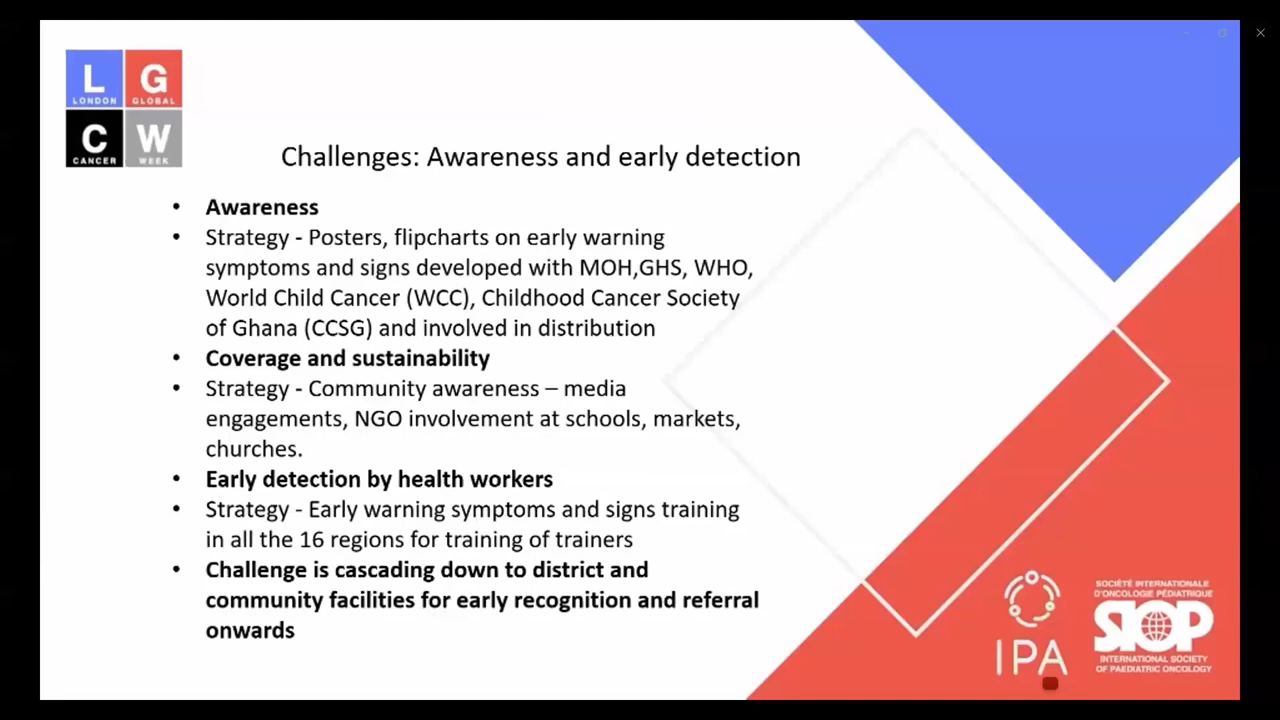 L G
LONDON GLOBAL
C W
CANCER WEEK
Challenges: Awareness and early detection
• Awareness
• Strategy - Posters, flipcharts on early warning
symptoms and signs developed with MOH,GHS, WHO,
World Child Cancer (WCC), Childhood Cancer Society
of Ghana (CCSG) and involved in distribution
• Coverage and sustainability
• Strategy - Community awareness – media
engagements, NGO involvement at schools, markets,
churches.
• Early detection by health workers
• Strategy - Early warning symptoms and signs training
in all the 16 regions for training of trainers
• Challenge is cascading down to district and
community facilities for early recognition and referral
onwards
IPA
SOCIÉTÉ INTERNATIONALE
D'ONCOLOGIE PÉDIATRIQUE
SIOP
INTERNATIONAL SOCIETY
OF PAEDIATRIC ONCOLOGY